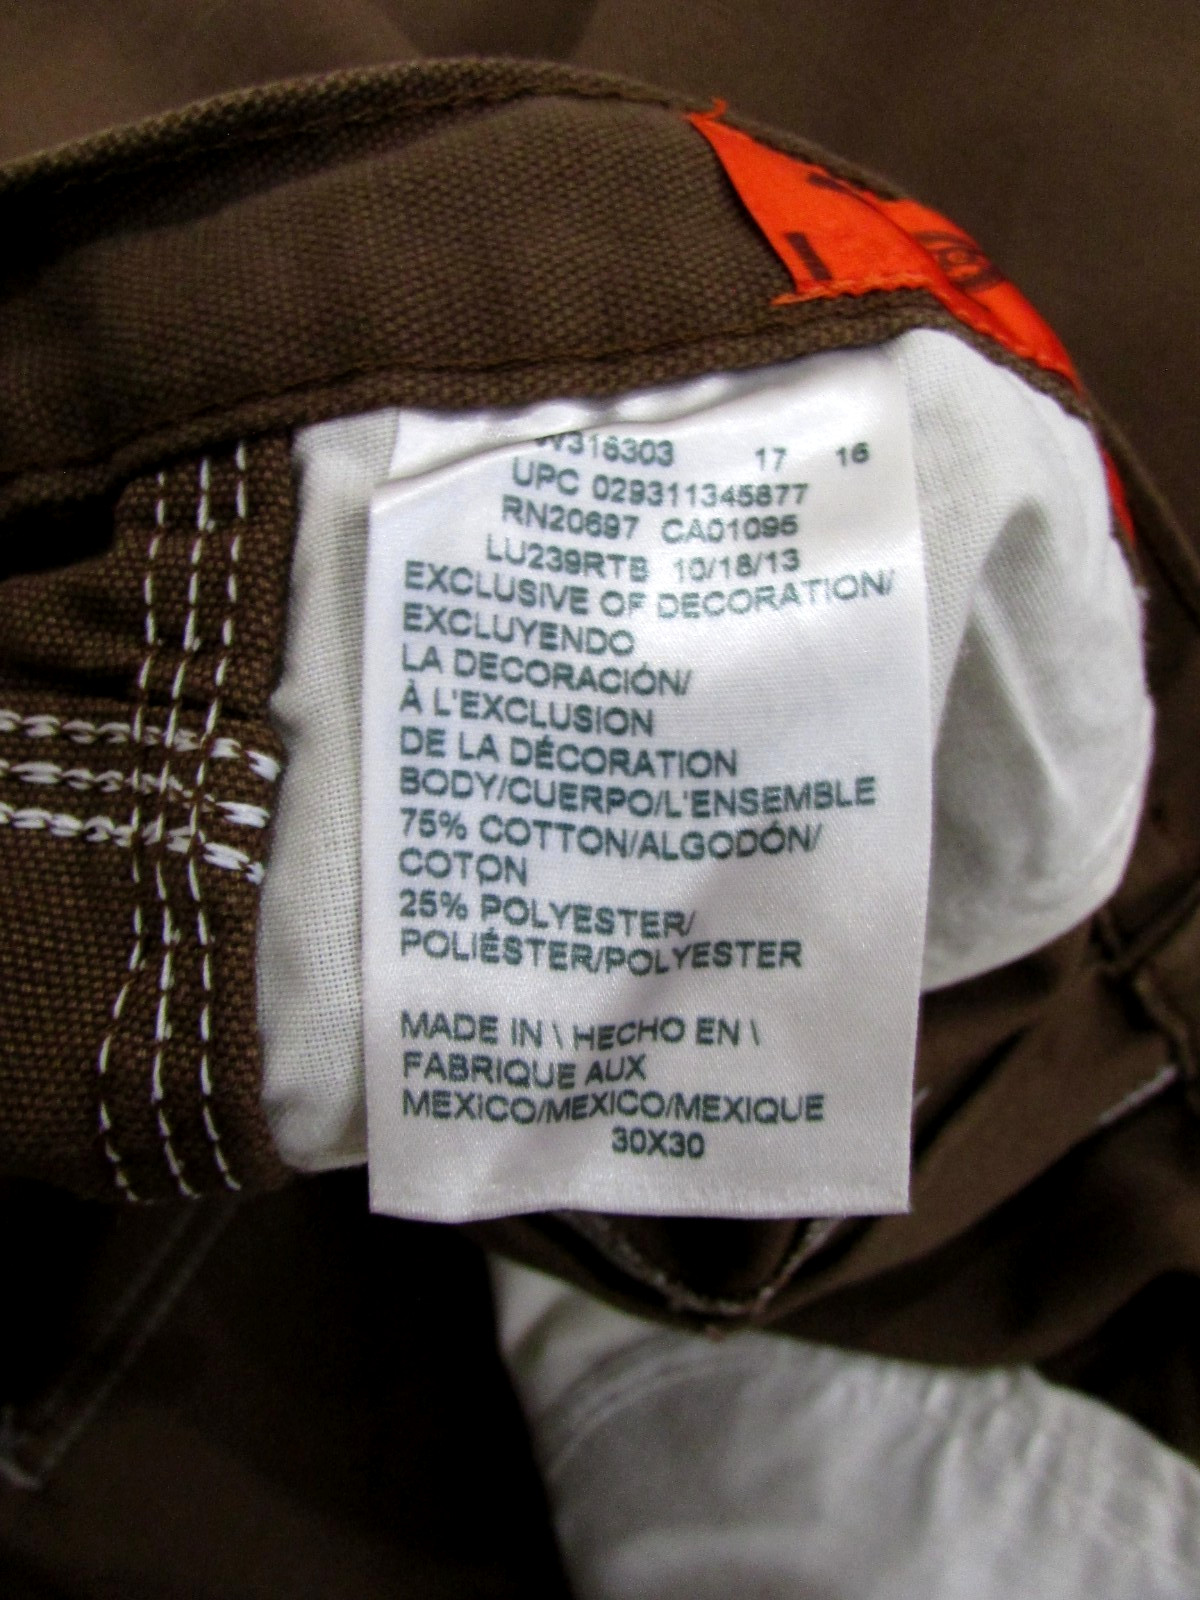 W316303 17 16
UPC 029311345877
RN20697 CA01095
LU239RTB 10/18/13
EXCLUSIVE OF DECORATION/
EXCLUYENDO
LA DECORACIÓN/
À L'EXCLUSION
DE LA DÉCORATION
BODY/CUERPO/L'ENSEMBLE
75% COTTON/ALGODÓN/
COTON
25% POLYESTER/
POLIÉSTER/POLYESTER
MADE IN \ HECHO EN \
FABRIQUE AUX
MEXICO/MEXICO/MEXIQUE
30X30